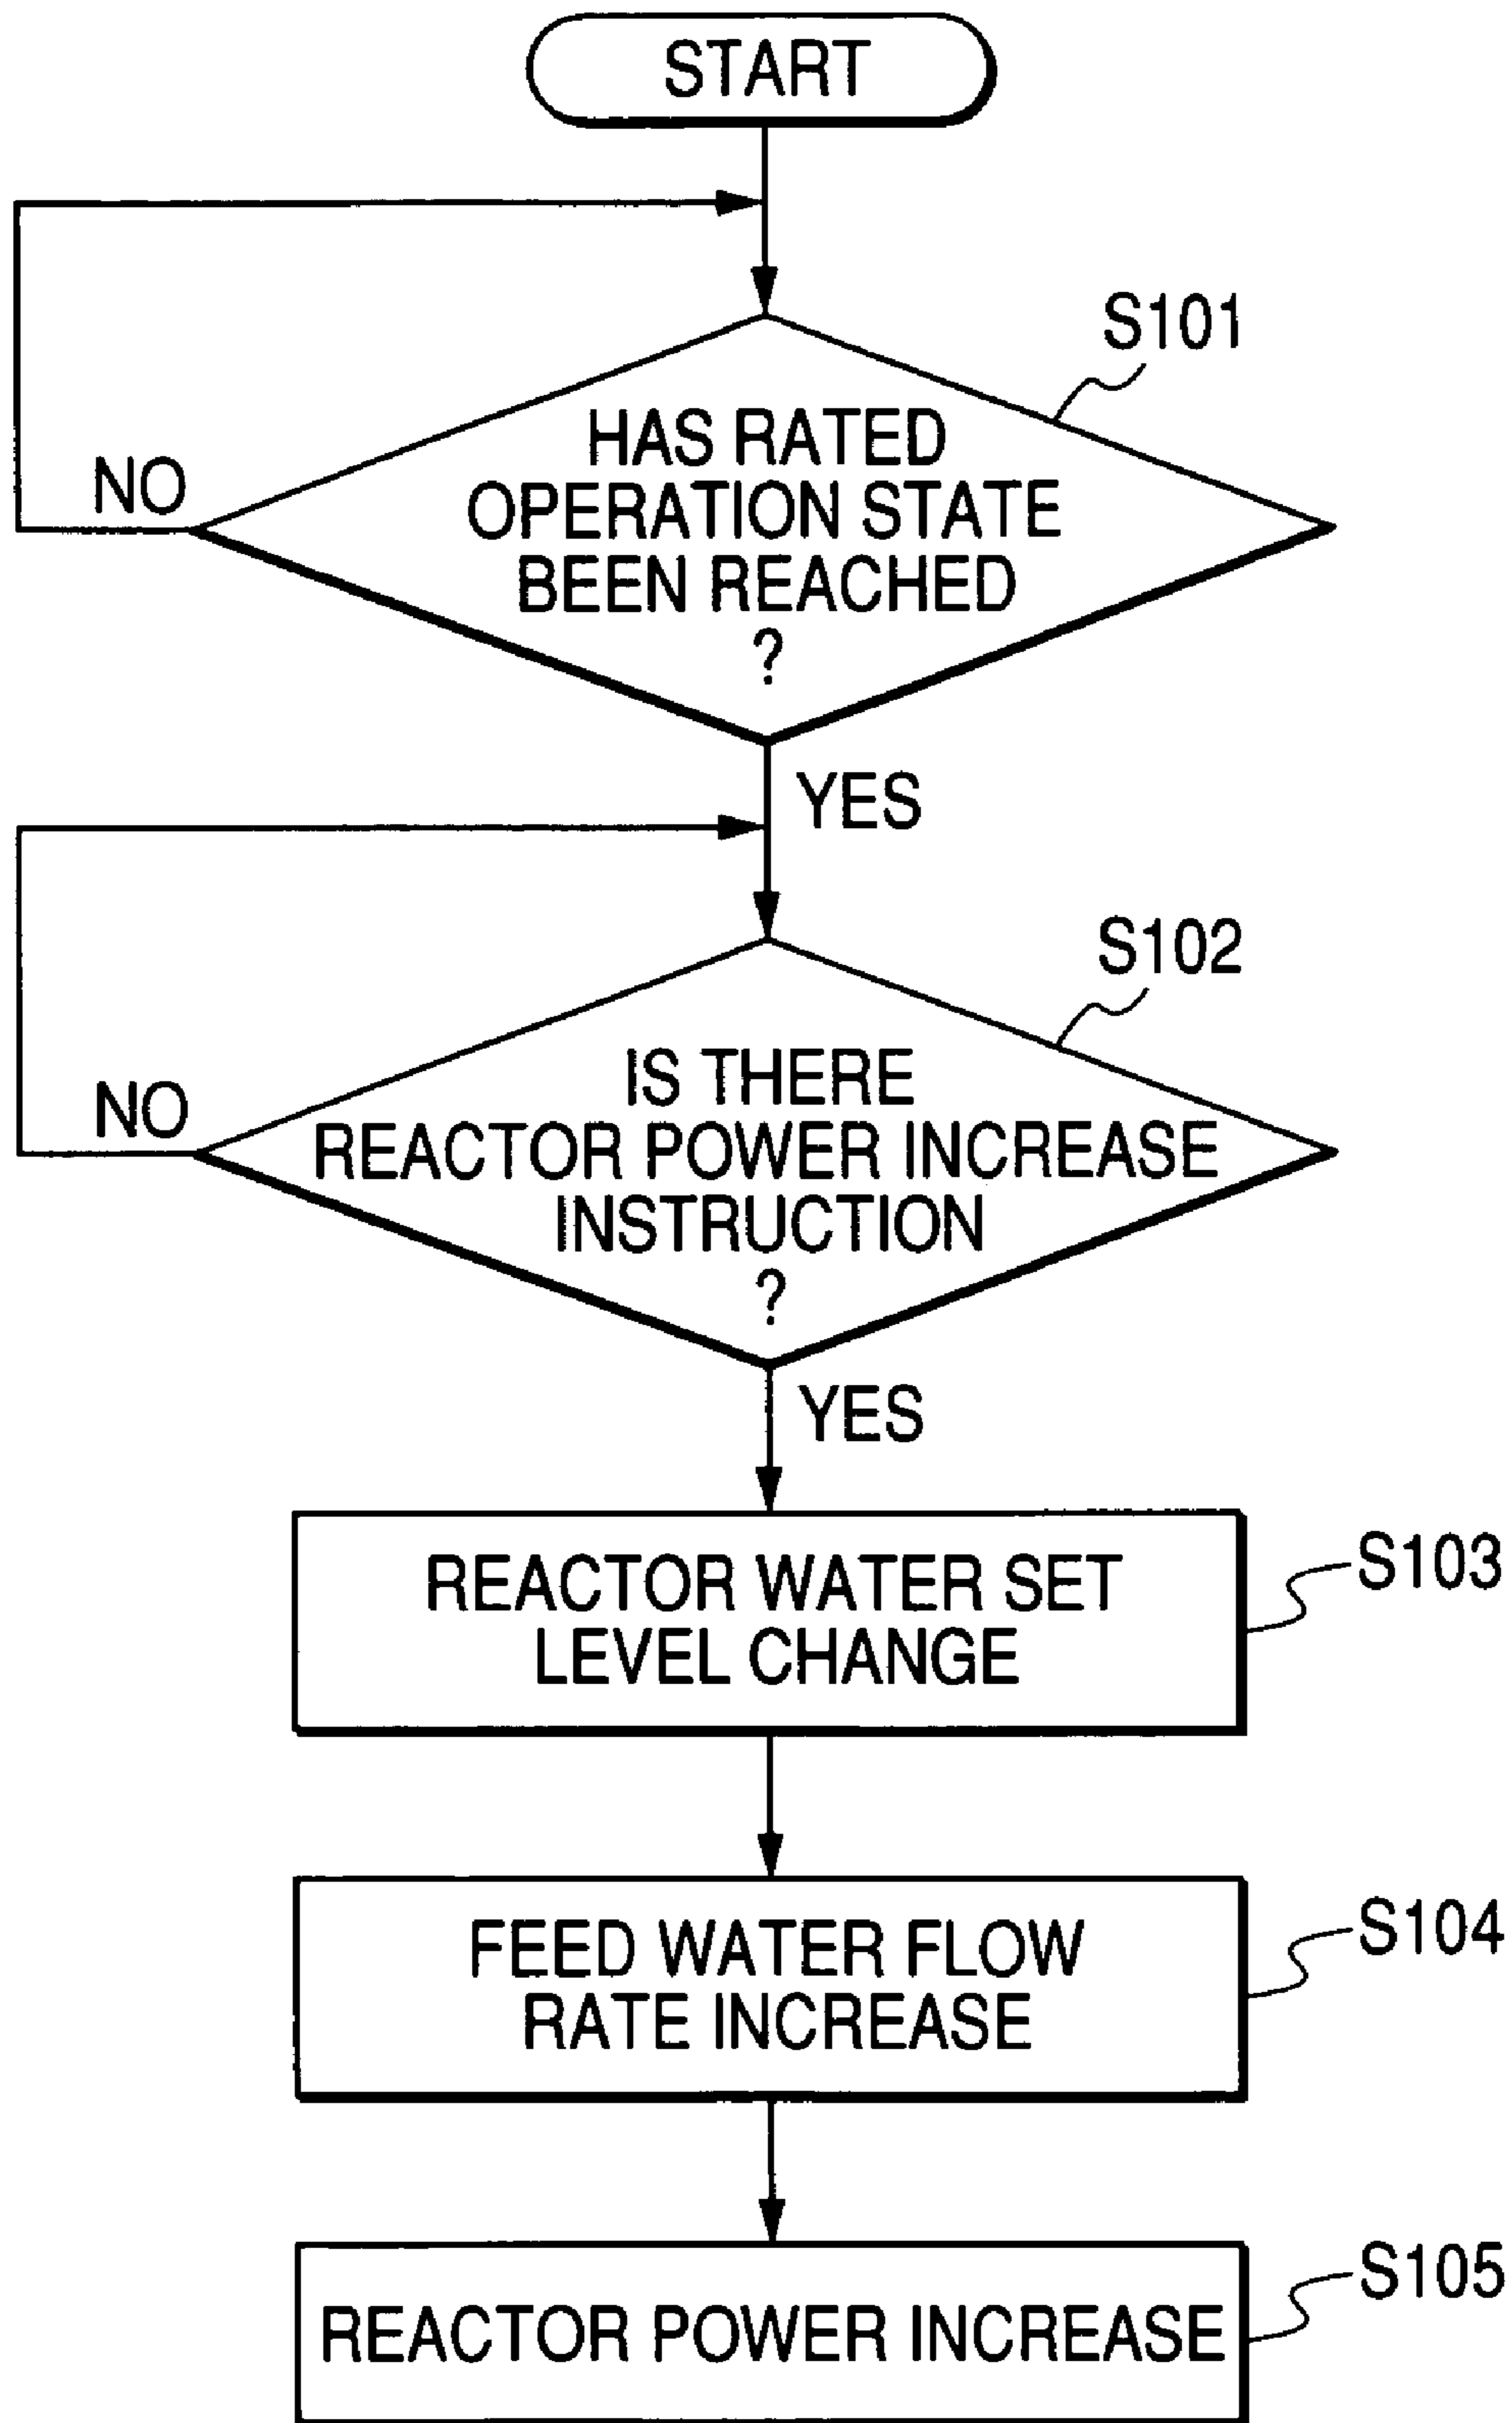 START
S101
HAS RATED
OPERATION STATE
BEEN REACHED
?
NO
YES
S102
IS THERE
REACTOR POWER INCREASE
INSTRUCTION
?
NO
YES
REACTOR WATER SET
LEVEL CHANGE
S103
FEED WATER FLOW
RATE INCREASE
S104
REACTOR POWER INCREASE
S105